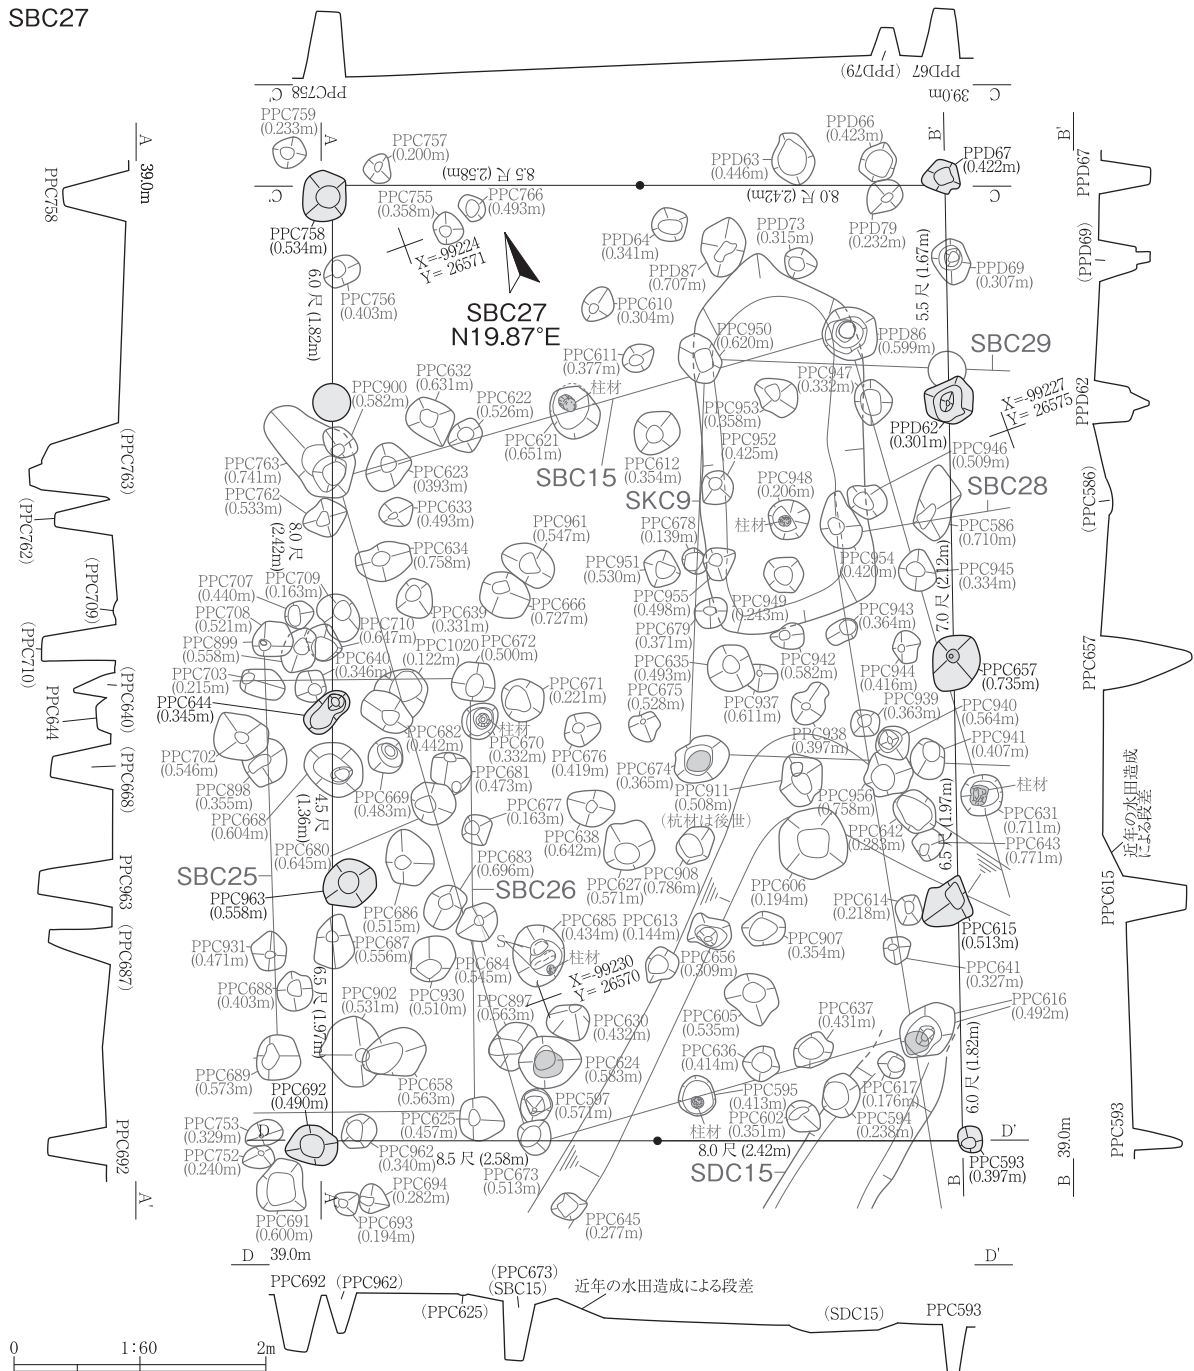 SBC27
PPC758
(PPD79)
PPD67
C'
39.0m
C
A
39.0m
A
B'
B'
PPC759
(0.233m)
PPC757
(0.200m)
8.5 尺 (2.58m)
PPD66
(0.423m)
PPD63
(0.446m)
8.0 尺 (2.42m)
PPD67
(0.422m)
PPD67
C'
C
PPC758
PPC755
(0.358m)
PPC766
(0.493m)
PPC758
(0.534m)
X=-99224
Y= 26571
PPD64
(0.341m)
PPD73
(0.315m)
PPD79
(0.232m)
PPD87
(0.707m)
PPD69
(0.307m)
(PPD69)
5.5 尺 (1.67m)
PPC756
(0.403m)
6.0 尺 (1.82m)
SBC27
N19.87°E
PPC610
(0.304m)
PPC950
(0.620m)
PPD86
(0.599m)
SBC29
PPC611
(0.377m)
PPC947
(0.332m)
PPC632
(0.631m)
PPC900
(0.582m)
PPC622
(0.526m)
柱材
PPC621
(0.651m)
PPC953
(0.358m)
PPD62
(0.301m)
X=-99227
Y= 26575
PPD62
PPC952
(0.425m)
PPC946
(0.509m)
(PPC763)
PPC763
(0.741m)
PPC623
(0393m)
SBC15
PPC612
(0.354m)
SKC9
PPC948
(0.206m)
SBC28
PPC762
(0.533m)
PPC633
(0.493m)
PPC961
(0.547m)
PPC678
(0.139m)
柱材
PPC586
(0.710m)
(PPC586)
(PPC762)
8.0 尺
(2.42m)
PPC634
(0.758m)
PPC951
(0.530m)
PPC954
(0.420m)
PPC945
(0.334m)
7.0 尺 (2.12m)
(PPC709)
PPC707
(0.440m)
PPC709
(0.163m)
PPC708
(0.521m)
PPC639
(0.331m)
PPC666
(0.727m)
PPC955
(0.498m)
PPC949
(0.243m)
PPC943
(0.364m)
PPC899
(0.558m)
PPC710
(0.647m)
PPC672
(0.500m)
PPC679
(0.371m)
(PPC710)
PPC703
(0.215m)
PPC640
(0.346m)
PPC1020
(0.122m)
PPC635
(0.493m)
PPC942
(0.582m)
PPC944
(0.416m)
PPC657
(0.735m)
PPC657
(PPC640)
PPC644
(0.345m)
PPC644
PPC671
(0.221m)
PPC675
(0.528m)
PPC937
(0.611m)
PPC939
(0.363m)
PPC940
(0.564m)
PPC702
(0.546m)
PPC682
(0.442m)
柱材
PPC670
(0.332m)
PPC676
(0.419m)
PPC938
(0.397m)
PPC941
(0.407m)
(PPC668)
PPC898
(0.355m)
PPC681
(0.473m)
PPC674
(0.365m)
PPC911
(0.508m)
(杭材は後世)
PPC956
(0.758m)
柱材
PPC631
(0.711m)
近年の水田造成
による段差
PPC668
(0.604m)
4.5 尺
(1.36m)
PPC669
(0.483m)
PPC677
(0.163m)
6.5 尺 (1.97m)
PPC680
(0.645m)
PPC638
(0.642m)
PPC642
(0.283m)
PPC643
(0.771m)
PPC683
(0.696m)
SBC25
SBC26
PPC627
(0.571m)
PPC908
(0.786m)
PPC606
(0.194m)
PPC963
PPC963
(0.558m)
PPC686
(0.515m)
PPC685
(0.434m)
PPC613
(0.144m)
PPC614
(0.218m)
PPC615
(0.513m)
PPC615
(PPC687)
PPC931
(0.471m)
PPC687
(0.556m)
S
柱材
PPC907
(0.354m)
PPC684
(0.545m)
PPC656
(0.309m)
PPC641
(0.327m)
PPC688
(0.403m)
6.5 尺 (1.97m)
PPC902
(0.531m)
PPC930
(0.510m)
X=-99230
Y= 26570
PPC897
(0.563m)
PPC630
(0.432m)
PPC605
(0.535m)
PPC637
(0.431m)
PPC616
(0.492m)
PPC689
(0.573m)
PPC636
(0.414m)
PPC624
(0.583m)
6.0 尺 (1.82m)
PPC658
(0.563m)
PPC692
(0.490m)
PPC597
(0.571m)
PPC595
(0.413m)
PPC617
(0.176m)
PPC692
PPC753
(0.329m)
D
PPC625
(0.457m)
柱材
PPC602
(0.351m)
PPC594
(0.238m)
PPC593
PPC752
(0.240m)
PPC962
(0.340m)
8.5 尺 (2.58m)
8.0 尺 (2.42m)
D'
39.0m
PPC673
(0.513m)
SDC15
PPC593
(0.397m)
PPC694
(0.282m)
A'
A'
B
B
PPC691
(0.600m)
PPC693
(0.194m)
PPC645
(0.277m)
D
39.0m
D'
PPC692
(PPC962)
(PPC673)
(SBC15)
近年の水田造成による段差
(PPC625)
(SDC15)
PPC593
0
1:60
2m